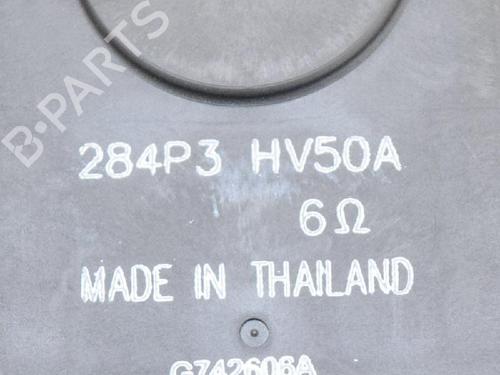 B-PARTS
284P3 HV50A
6Ω
MADE IN THAILAND
G742606A